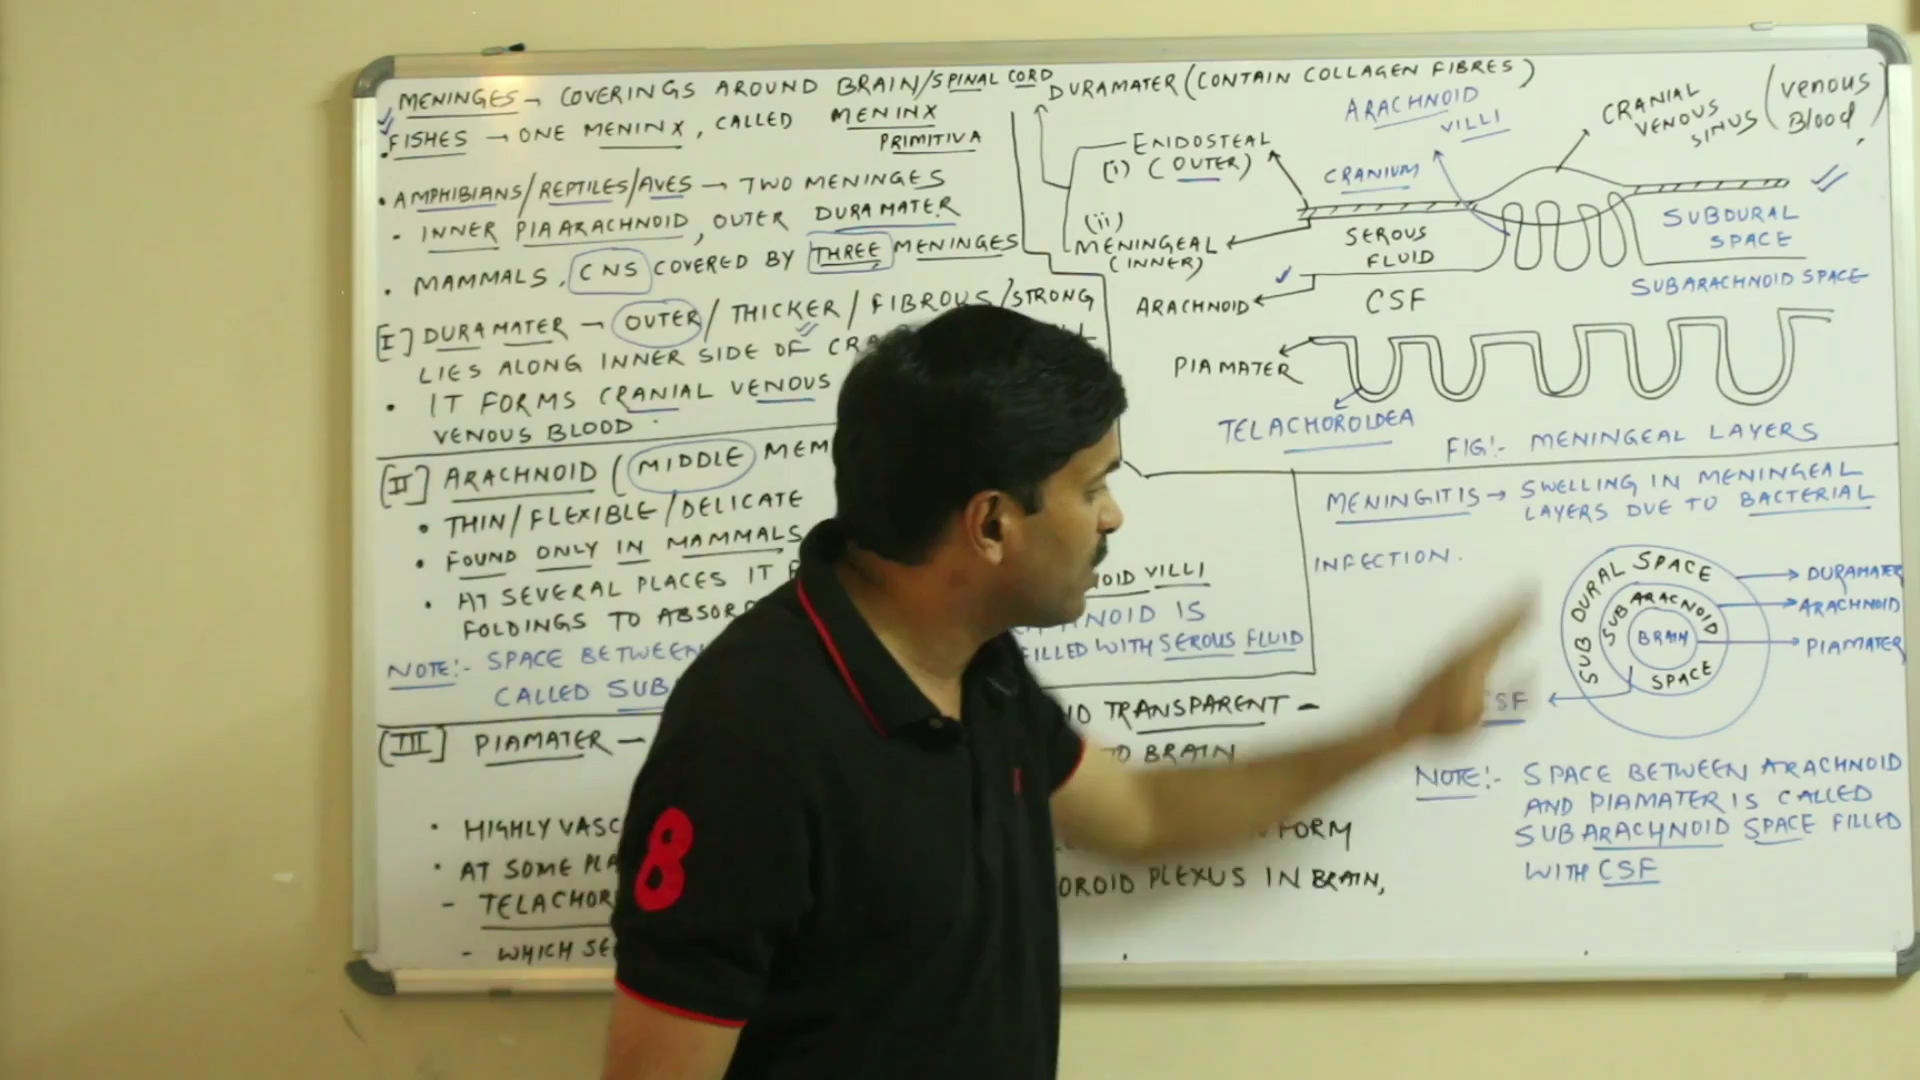 MENINGES → COVERINGS AROUND BRAIN/SPINAL CORD
FISHES → ONE MENINX, CALLED MENINX
PRIMITIVA
• AMPHIBIANS/REPTILES/AVES → TWO MENINGES
- INNER PIAARACHNOID, OUTER DURAMATER
• MAMMALS, CNS COVERED BY THREE MENINGES
[I] DURAMATER → OUTER/THICKER/FIBROUS/STRONG
LIES ALONG INNER SIDE OF
• IT FORMS CRANIAL VENOUS
VENOUS BLOOD
[II] ARACHNOID (MIDDLE
• THIN/FLEXIBLE/DELICATE
• FOUND ONLY IN MAMMALS
• AT SEVERAL PLACES IT
VILLI
FOLDINGS TO
IS
NOTE:- SPACE BETWEEN
WITH SEROUS FLUID
CALLED
[III] PIAMATER —
TRANSPARENT -
TO BRAIN
• HIGHLY
FORM
• AT SOME
PLEXUS IN BRAIN,
-
- WHICH
DURAMATER (CONTAIN COLLAGEN FIBRES)
ENDOSTEAL
(i) (OUTER)
(ii)
MENINGEAL
(INNER)
ARACHNOID
PIAMATER
TELACHOROIDEA
ARACHNOID
VILLI
CRANIUM
SEROUS
FLUID
CSF
CRANIAL
VENOUS
SINUS
(venous
Blood)
SUBDURAL
SPACE
SUBARACHNOID SPACE
FIG:- MENINGEAL LAYERS
MENINGITIS → SWELLING IN MENINGEAL
LAYERS DUE TO BACTERIAL
INFECTION.
SUB DURAL SPACE
SUBARACNOID
SPACE
BRAIN
DURAMATER
ARACHNOID
PIAMATER
CSF
NOTE:- SPACE BETWEEN ARACHNOID
AND PIAMATER IS CALLED
SUBARACHNOID SPACE FILLED
WITH CSF
8